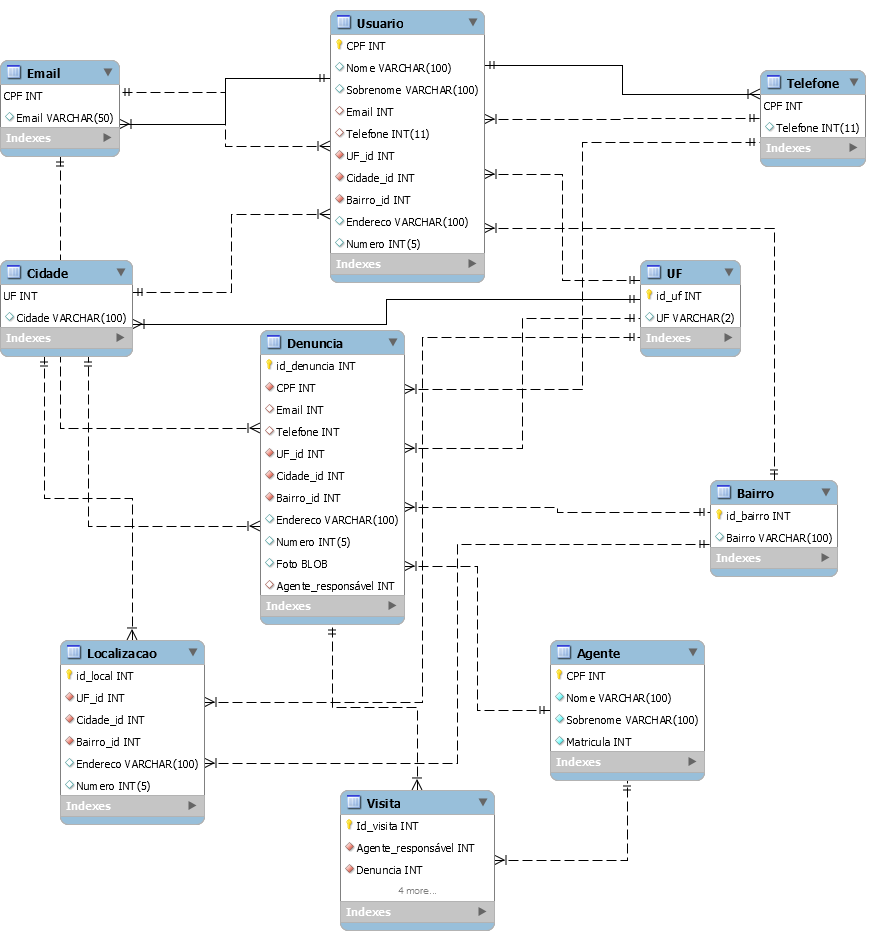 Usuario
CPF INT
Nome VARCHAR(100)
Sobrenome VARCHAR(100)
Email INT
Telefone INT(11)
UF_id INT
Cidade_id INT
Bairro_id INT
Endereco VARCHAR(100)
Numero INT(5)
Indexes
Email
CPF INT
Email VARCHAR(50)
Indexes
Telefone
CPF INT
Telefone INT(11)
Indexes
Cidade
UF INT
Cidade VARCHAR(100)
Indexes
UF
id_uf INT
UF VARCHAR(2)
Indexes
Denuncia
id_denuncia INT
CPF INT
Email INT
Telefone INT
UF_id INT
Cidade_id INT
Bairro_id INT
Endereco VARCHAR(100)
Numero INT(5)
Foto BLOB
Agente_responsável INT
Indexes
Bairro
id_bairro INT
Bairro VARCHAR(100)
Indexes
Localizacao
id_local INT
UF_id INT
Cidade_id INT
Bairro_id INT
Endereco VARCHAR(100)
Numero INT(5)
Indexes
Agente
CPF INT
Nome VARCHAR(100)
Sobrenome VARCHAR(100)
Matricula INT
Indexes
Visita
Id_visita INT
Agente_responsável INT
Denuncia INT
4 more...
Indexes